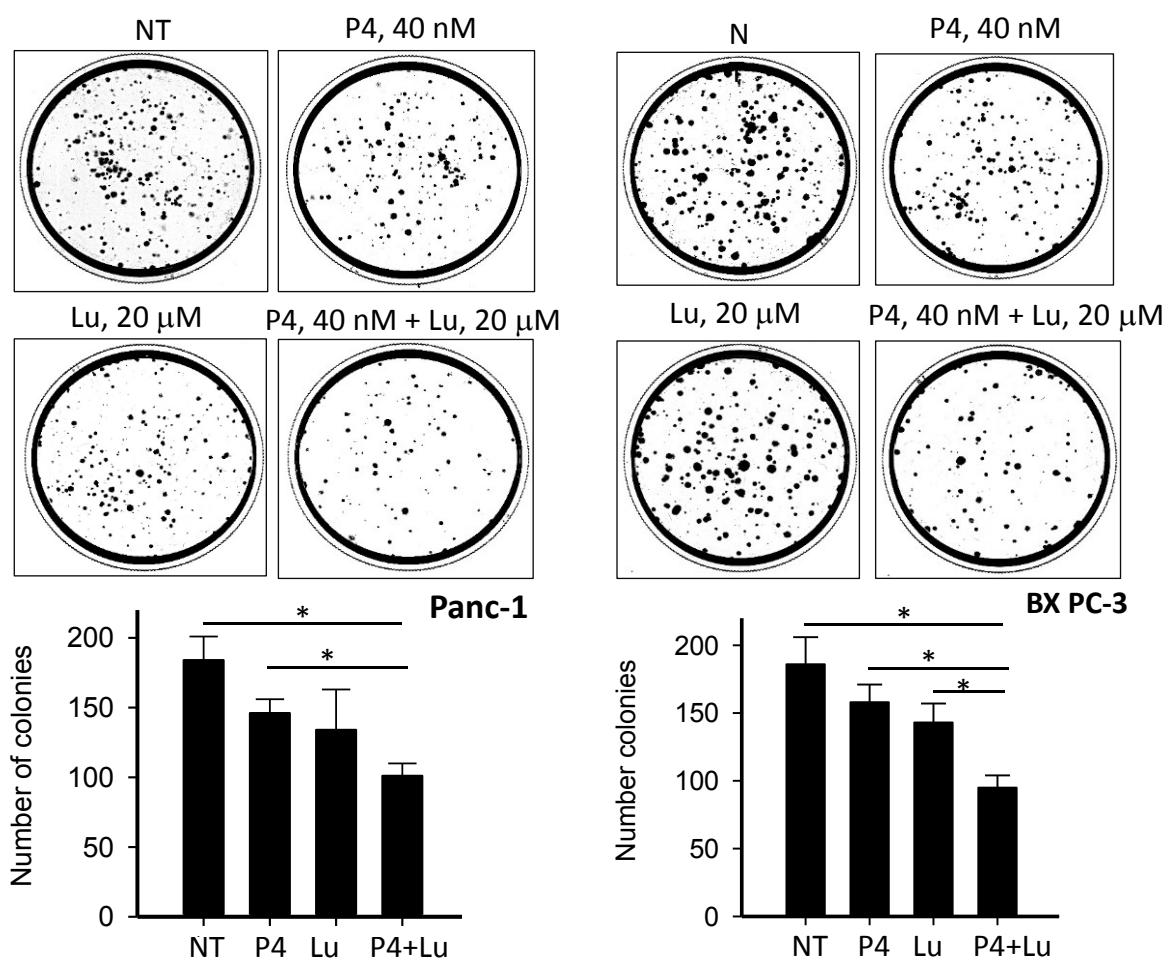 NT
P4, 40 nM
Lu, 20 μM
P4, 40 nM + Lu, 20 μM
Panc-1
Number of colonies
200
150
100
50
0
*
*
NT P4 Lu P4+Lu
N
P4, 40 nM
Lu, 20 μM
P4, 40 nM + Lu, 20 μM
BX PC-3
Number colonies
200
150
100
50
0
*
*
*
NT P4 Lu P4+Lu